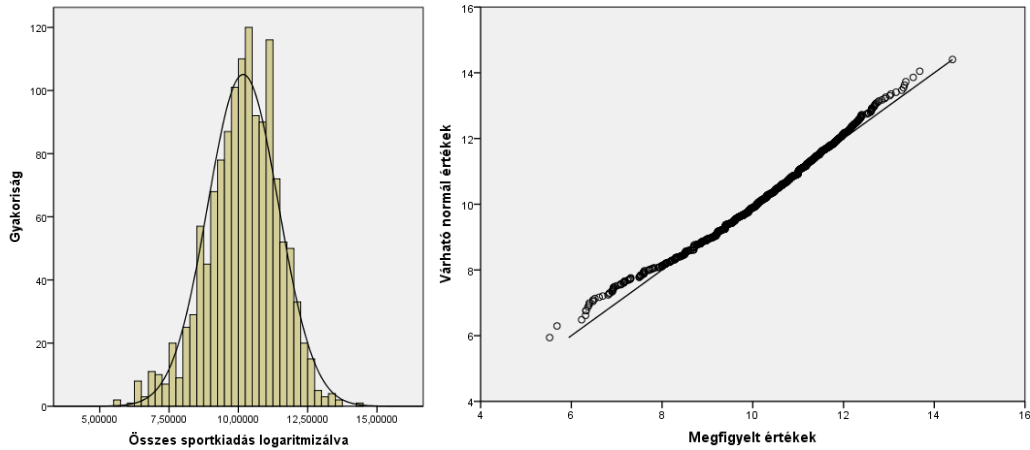 120
100
80
60
40
20
0
5,00000 7,50000 10,00000 12,50000 15,00000
Gyakoriság
Összes sportkiadás logaritmizálva
16
14
12
10
8
6
4
4 6 8 10 12 14 16
Várható normál értékek
Megfigyelt értékek